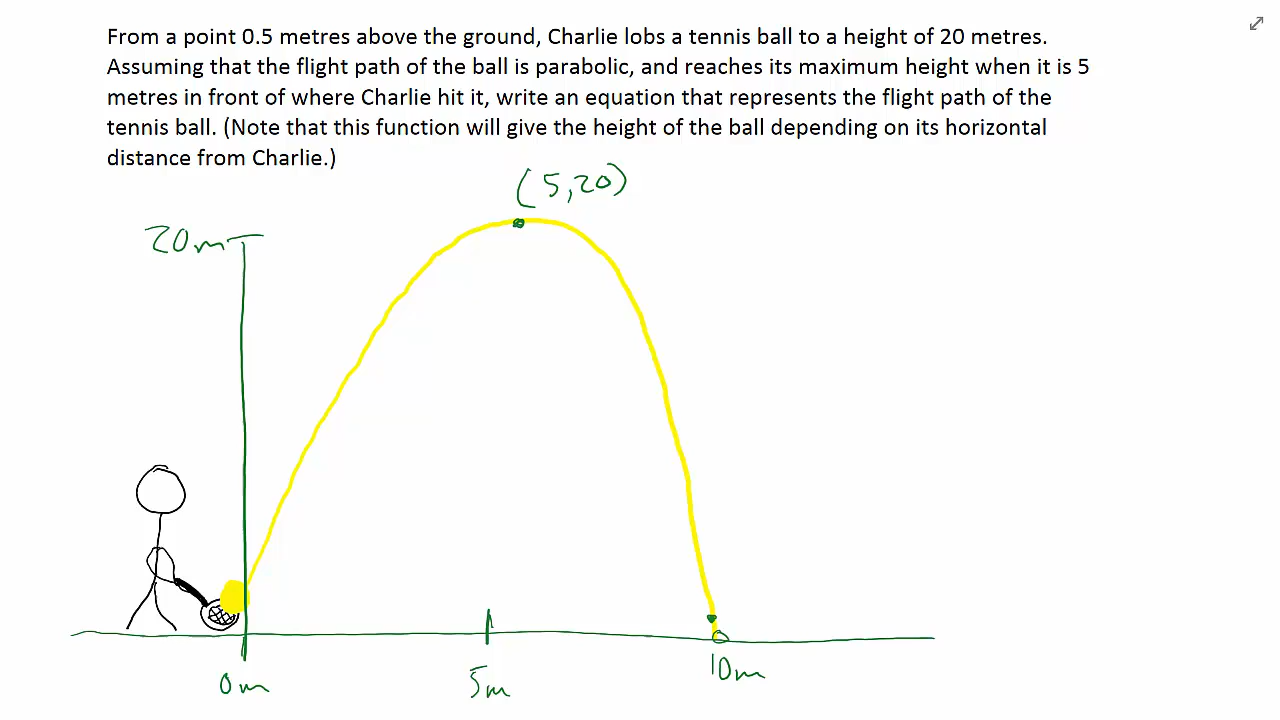 From a point 0.5 metres above the ground, Charlie lobs a tennis ball to a height of 20 metres.
Assuming that the flight path of the ball is parabolic, and reaches its maximum height when it is 5
metres in front of where Charlie hit it, write an equation that represents the flight path of the
tennis ball. (Note that this function will give the height of the ball depending on its horizontal
distance from Charlie.)
(5,20)
20m
0m
5m
10m